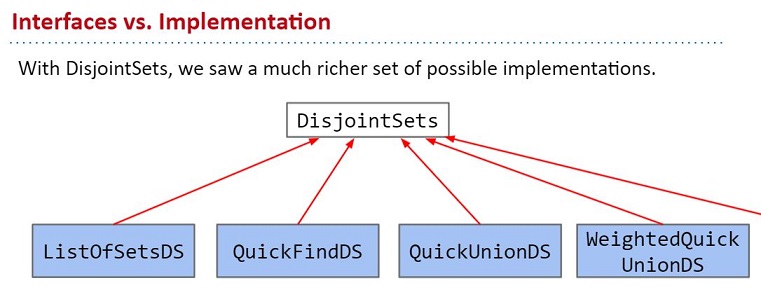 Interfaces vs. Implementation
With DisjointSets, we saw a much richer set of possible implementations.
DisjointSets
ListOfSetsDS
QuickFindDS
QuickUnionDS
WeightedQuick
UnionDS